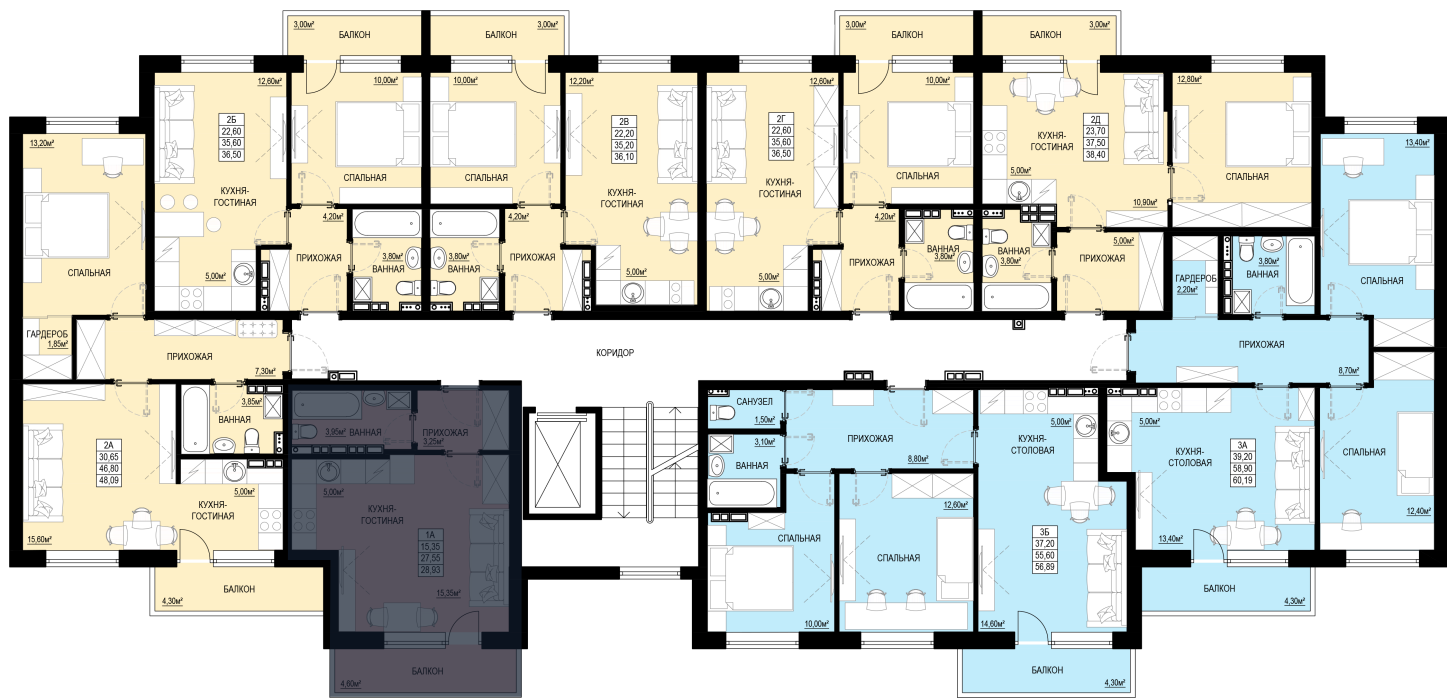 3,00м²
БАЛКОН
3,00м²
БАЛКОН
3,00м²
БАЛКОН
3,00м²
БАЛКОН
12,60м²
2Б
22,60
35,60
36,50
КУХНЯ-
ГОСТИНАЯ
5,00м²
10,00м²
СПАЛЬНАЯ
4,20м²
ПРИХОЖАЯ
3,80м²
ВАННАЯ
10,00м²
СПАЛЬНАЯ
3,80м²
ВАННАЯ
4,20м²
ПРИХОЖАЯ
12,20м²
2В
22,20
35,20
36,10
КУХНЯ-
ГОСТИНАЯ
5,00м²
12,60м²
2Г
22,60
35,60
36,50
КУХНЯ-
ГОСТИНАЯ
5,00м²
10,00м²
СПАЛЬНАЯ
4,20м²
ПРИХОЖАЯ
ВАННАЯ
3,80м²
2Д
23,70
37,50
38,40
КУХНЯ-
ГОСТИНАЯ
5,00м²
10,90м²
ВАННАЯ
3,80м²
5,00м²
ПРИХОЖАЯ
12,80м²
СПАЛЬНАЯ
13,20м²
СПАЛЬНАЯ
ГАРДЕРОБ
1,85м²
ПРИХОЖАЯ
7,30м²
3,85м²
ВАННАЯ
2А
30,65
46,80
48,09
15,60м²
5,00м²
КУХНЯ-
ГОСТИНАЯ
БАЛКОН
4,30м²
КОРИДОР
3,95м²
ВАННАЯ
ПРИХОЖАЯ
3,25м²
5,00м²
КУХНЯ-
ГОСТИНАЯ
1А
15,35
27,55
28,93
15,35м²
БАЛКОН
4,60м²
САНУЗЕЛ
1,50м²
3,10м²
ВАННАЯ
ПРИХОЖАЯ
8,80м²
СПАЛЬНАЯ
10,00м²
12,60м²
СПАЛЬНАЯ
5,00м²
КУХНЯ-
СТОЛОВАЯ
3Б
37,20
55,60
56,89
14,60м²
БАЛКОН
4,30м²
ГАРДЕРОБ
2,20м²
3,80м²
ВАННАЯ
13,40м²
СПАЛЬНАЯ
ПРИХОЖАЯ
8,70м²
5,00м²
КУХНЯ-
СТОЛОВАЯ
3А
39,20
58,90
60,19
13,40м²
СПАЛЬНАЯ
12,40м²
БАЛКОН
4,30м²